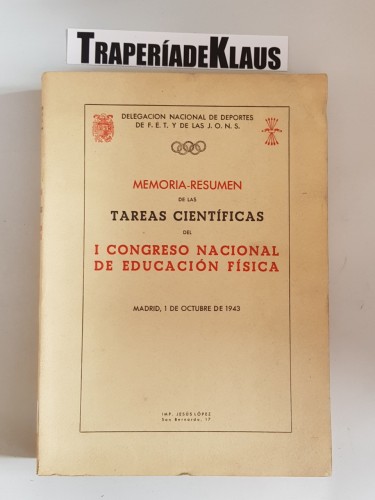 TRAPERÍADEKLAUS
DELEGACION NACIONAL DE DEPORTES
DE F. E. T. Y DE LAS J. O. N. S.
MEMORIA-RESUMEN
DE LAS
TAREAS CIENTÍFICAS
DEL
I CONGRESO NACIONAL
DE EDUCACIÓN FÍSICA
MADRID, 1 DE OCTUBRE DE 1943
IMP. JESÚS LÓPEZ
San Bernardo, 17